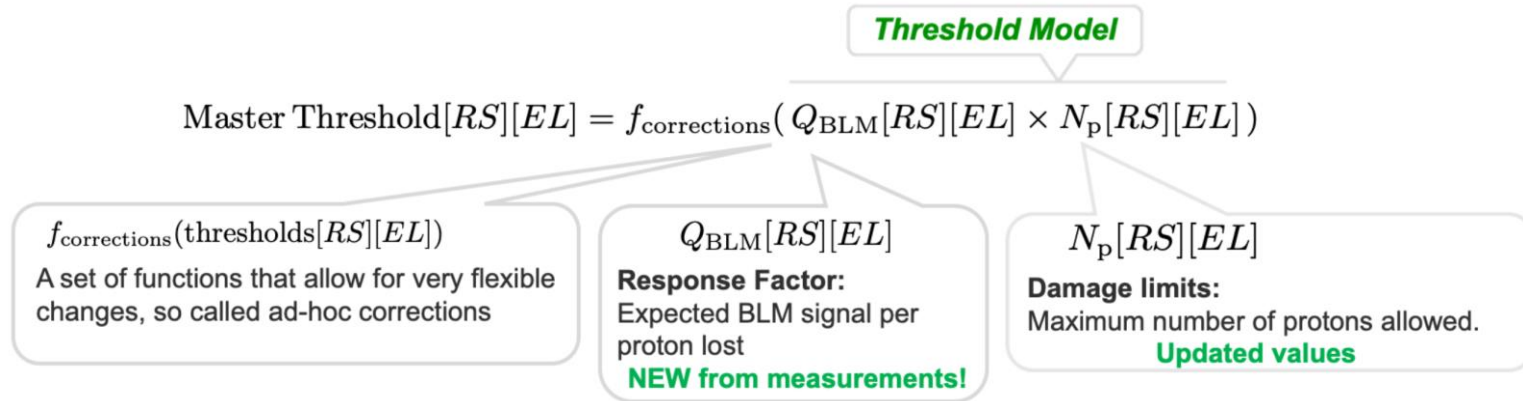 Threshold Model
Master Threshold[RS][EL] = f_corrections( Q_BLM[RS][EL] × N_p[RS][EL] )
f_corrections(thresholds[RS][EL])
A set of functions that allow for very flexible
changes, so called ad-hoc corrections
Q_BLM[RS][EL]
Response Factor:
Expected BLM signal per
proton lost
NEW from measurements!
N_p[RS][EL]
Damage limits:
Maximum number of protons allowed.
Updated values